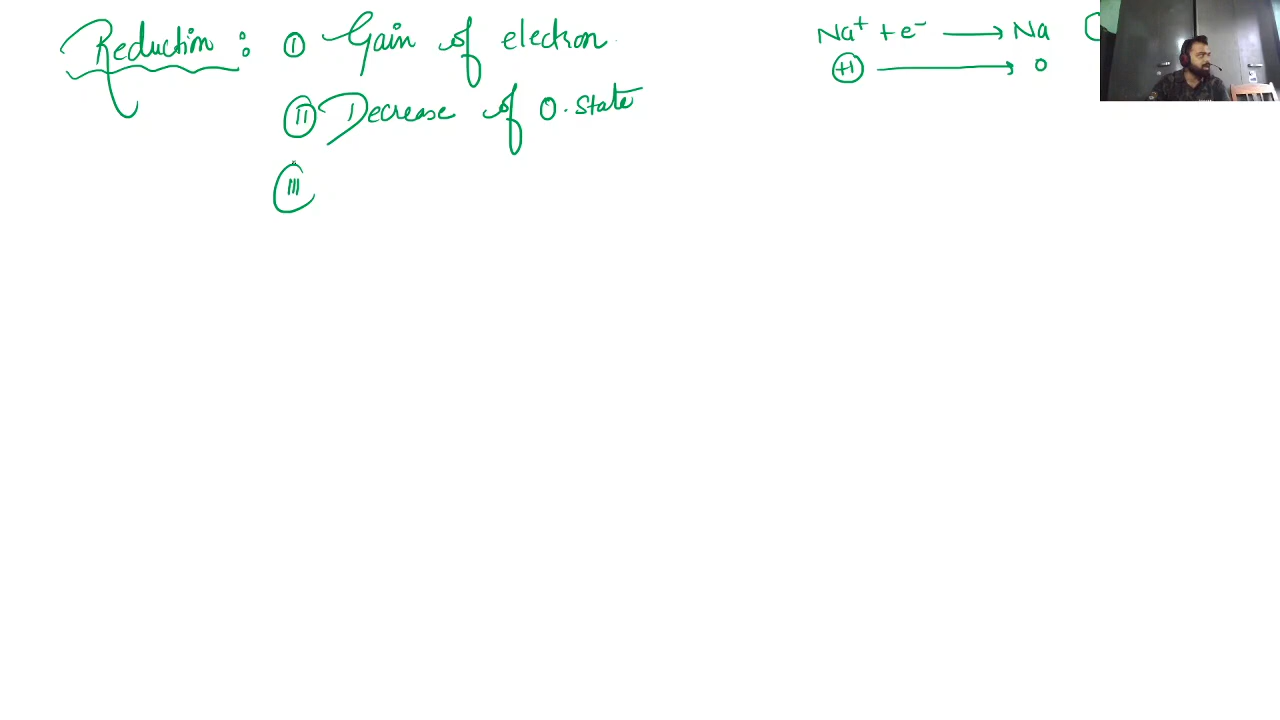 Reduction : I Gain of electron
II Decrease of O. state
III
Na⁺ + e⁻ → Na
+1 → 0